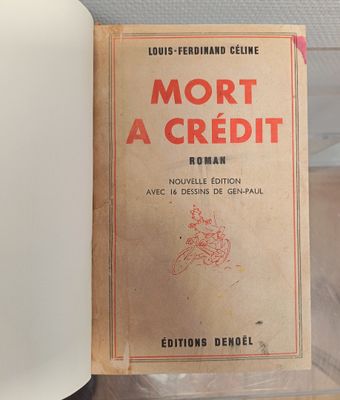 LOUIS-FERDINAND CÉLINE
MORT
A CRÉDIT
ROMAN
NOUVELLE ÉDITION
AVEC 16 DESSINS DE GEN-PAUL
ÉDITIONS DENOËL